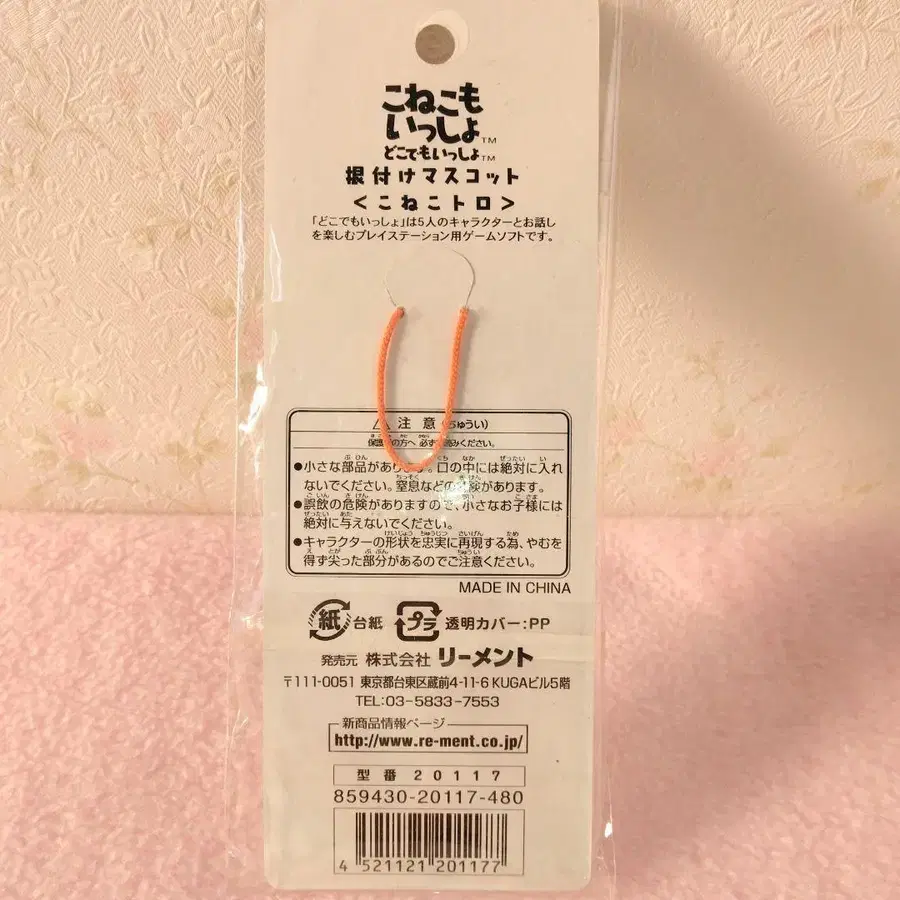 こねこも
いっしょ™
どこでもいっしょ™
根付けマスコット
<こねこトロ>
「どこでもいっしょ」は5人のキャラクターとお話し
を楽しむプレイステーション用ゲームソフトです。
⚠注意(ちゅうい)
保護 の方へ 必ず お読みください。
●小さな部品があります。口の中には絶対に入れ
ないでください。窒息などの危険があります。
●誤飲の危険がありますので、小さなお子様には
絶対に与えないでください。
●キャラクターの形状を忠実に再現する為、やむを
得ず尖った部分があるのでご注意ください。
MADE IN CHINA
紙 台紙 プラ 透明カバー:PP
発売元 株式会社 リーメント
〒111-0051 東京都台東区蔵前4-11-6 KUGAビル5階
TEL:03-5833-7553
新商品情報ページ
http://www.re-ment.co.jp/
型番 20117
859430-20117-480
4 521121 201177